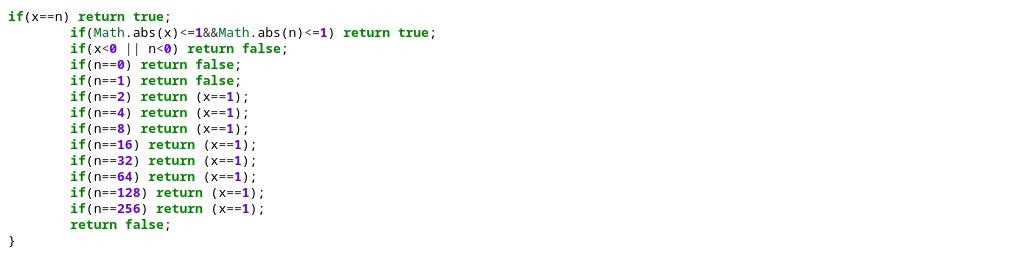 if(x==n) return true;
if(Math.abs(x)<=1&&Math.abs(n)<=1) return true;
if(x<0 || n<0) return false;
if(n==0) return false;
if(n==1) return false;
if(n==2) return (x==1);
if(n==4) return (x==1);
if(n==8) return (x==1);
if(n==16) return (x==1);
if(n==32) return (x==1);
if(n==64) return (x==1);
if(n==128) return (x==1);
if(n==256) return (x==1);
return false;
}